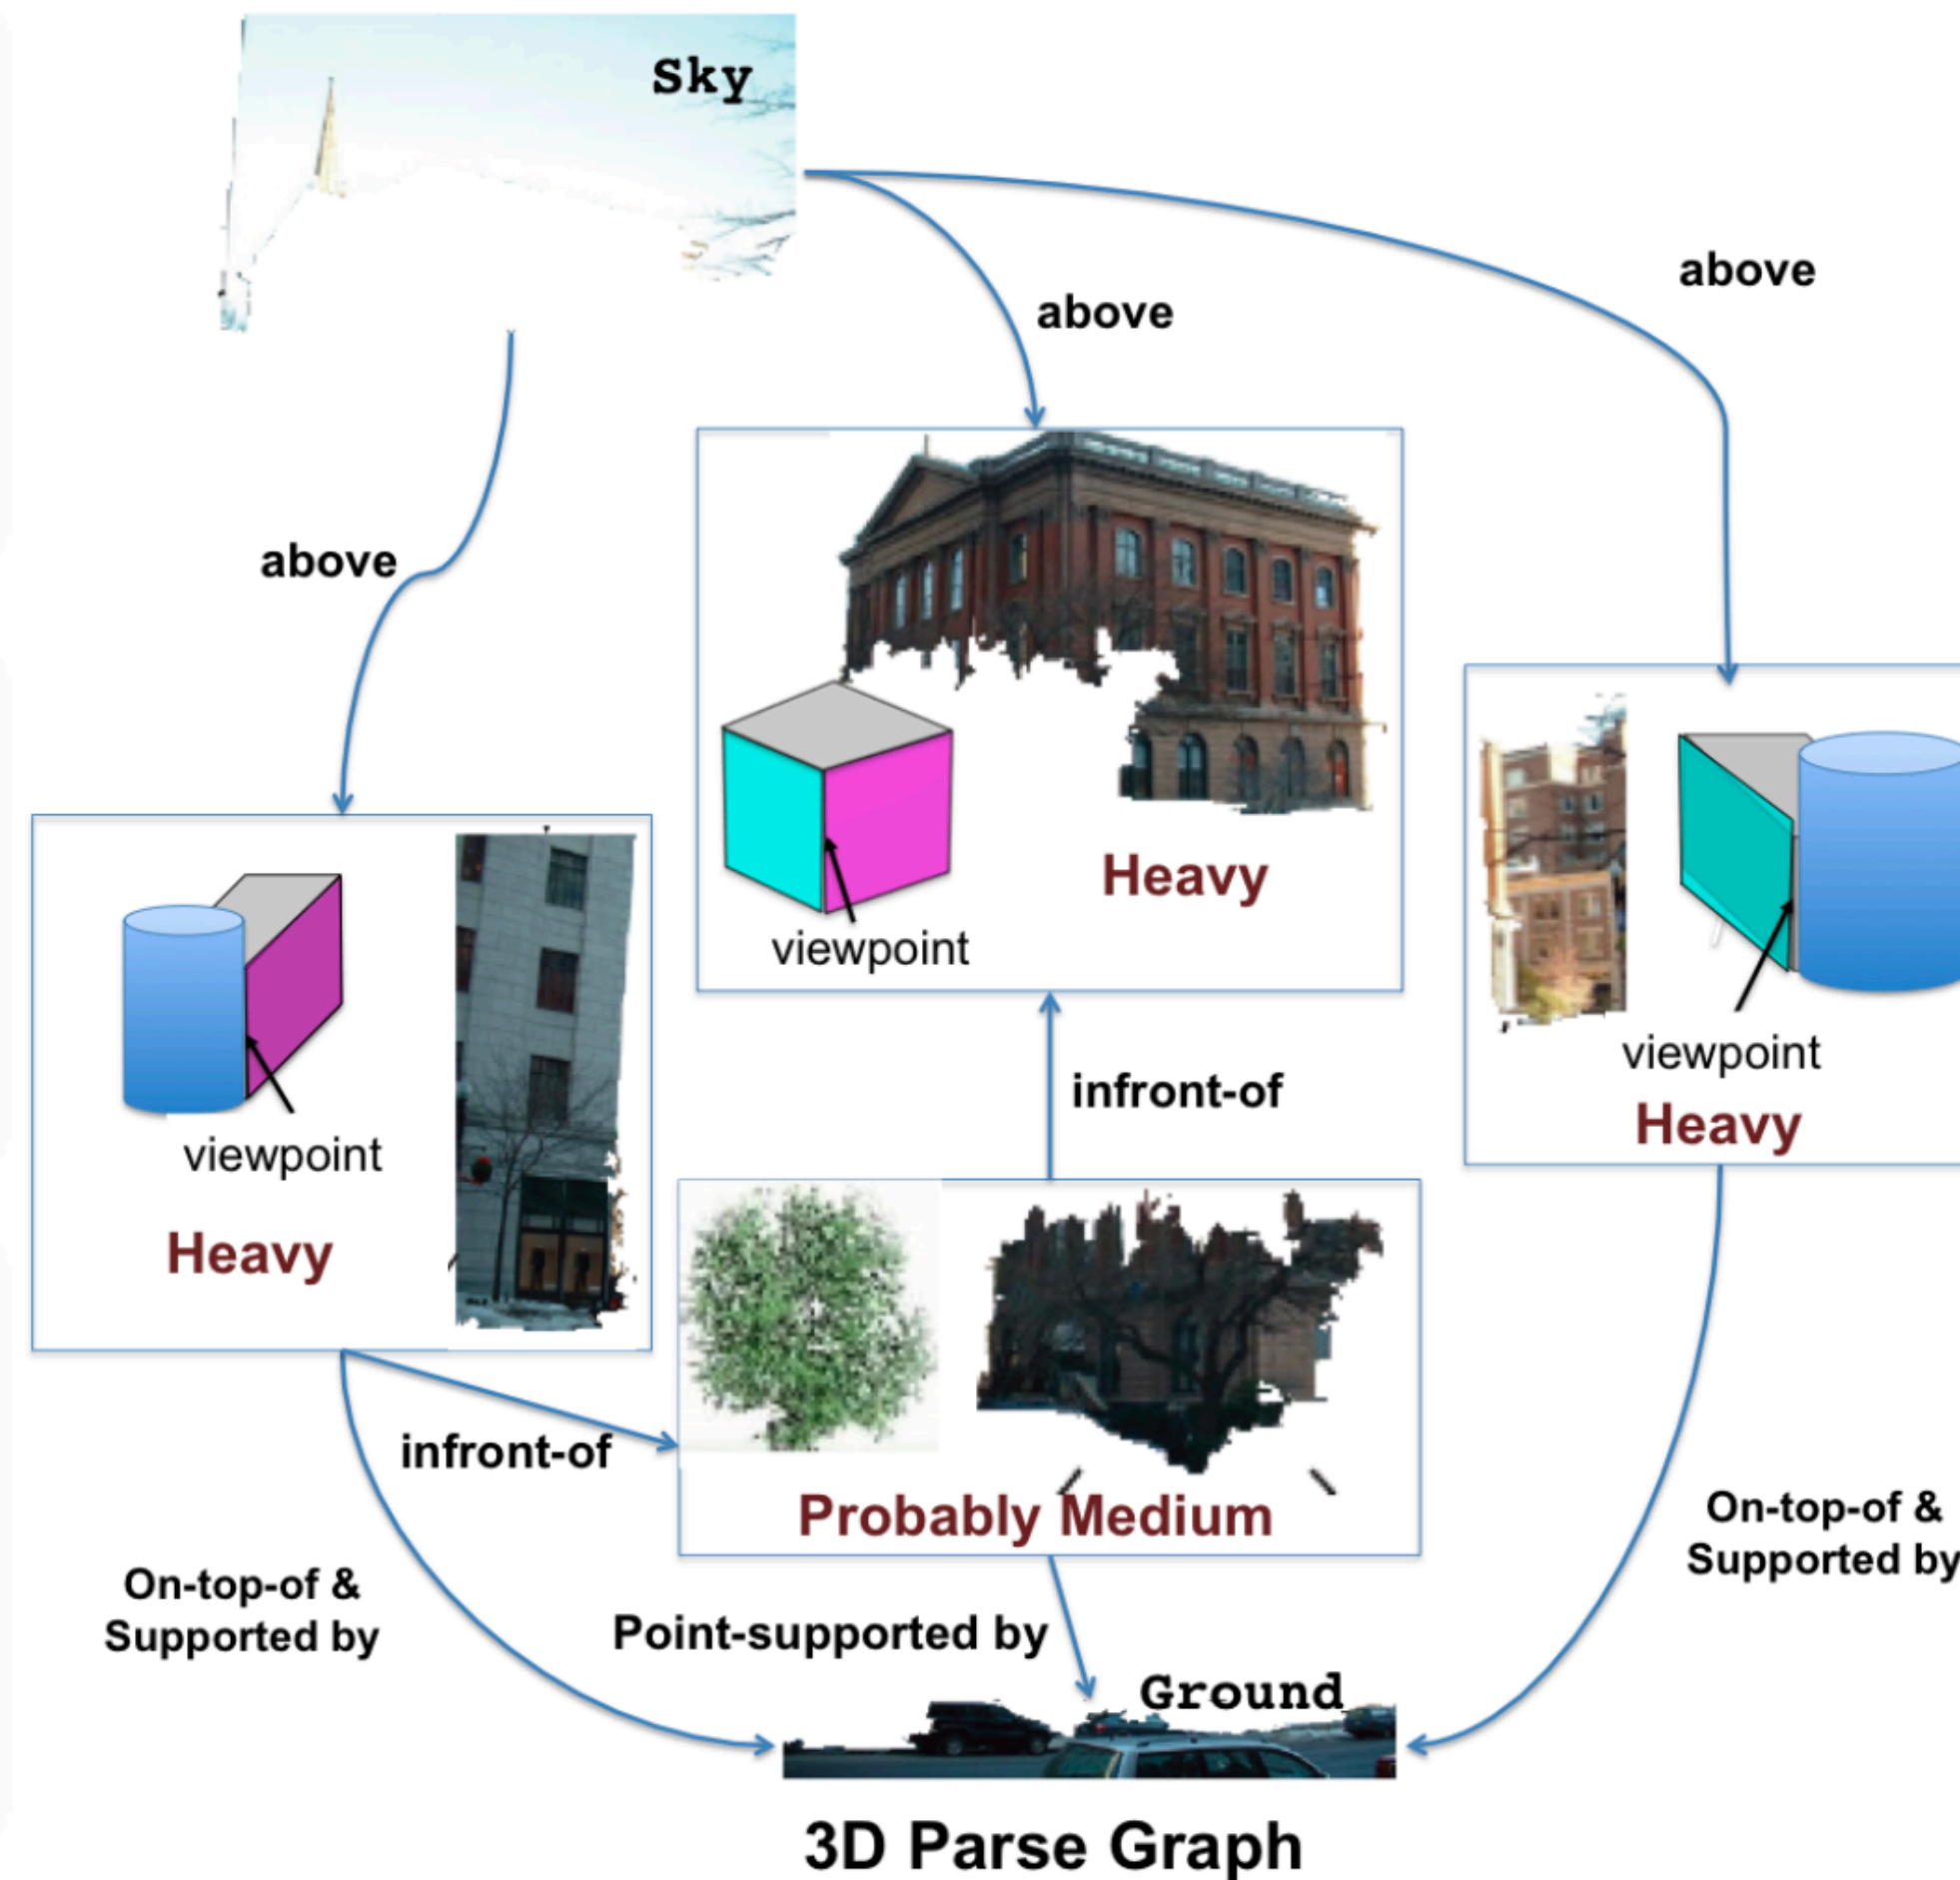 Sky
above
above
above
Heavy
viewpoint
viewpoint
Heavy
infront-of
viewpoint
Heavy
infront-of
Probably Medium
On-top-of &
Supported by
On-top-of &
Supported by
Point-supported by
Ground
3D Parse Graph